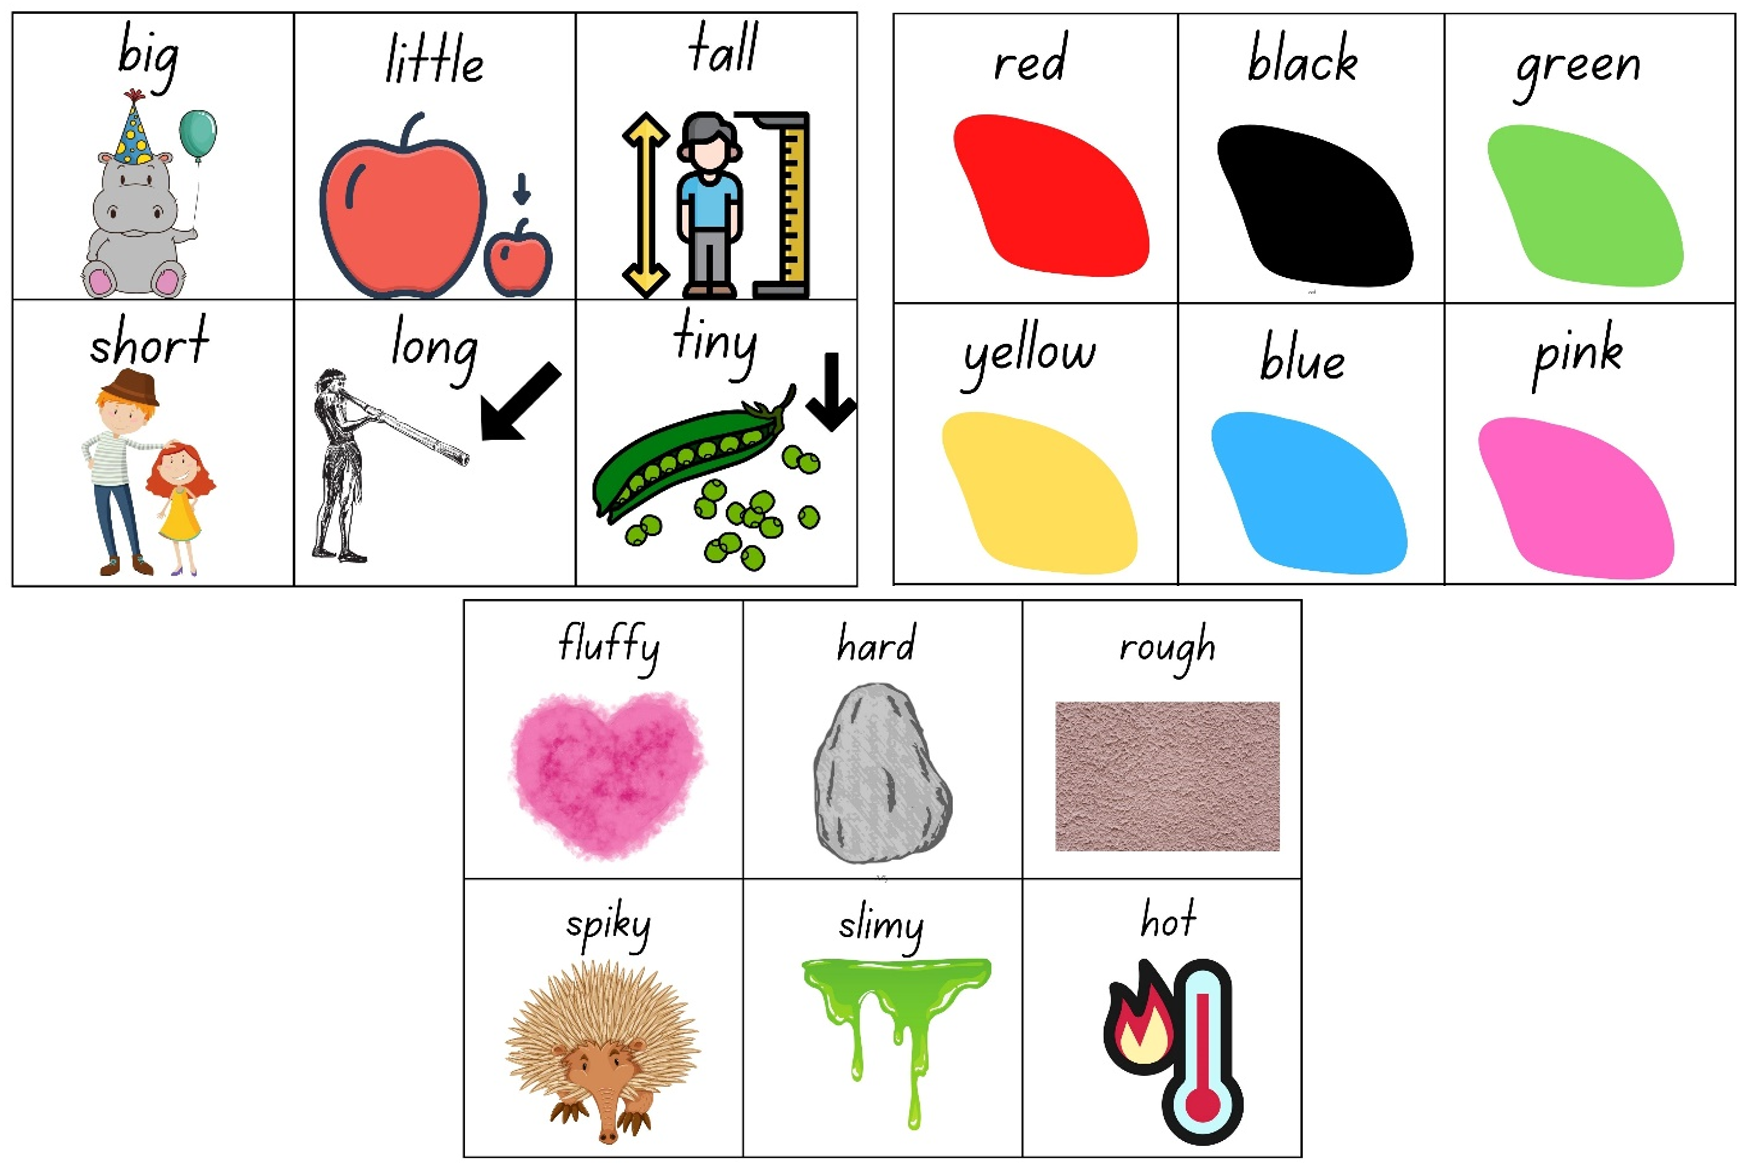 big
little
tall
short
long
tiny
red
black
green
yellow
blue
pink
fluffy
hard
rough
spiky
slimy
hot